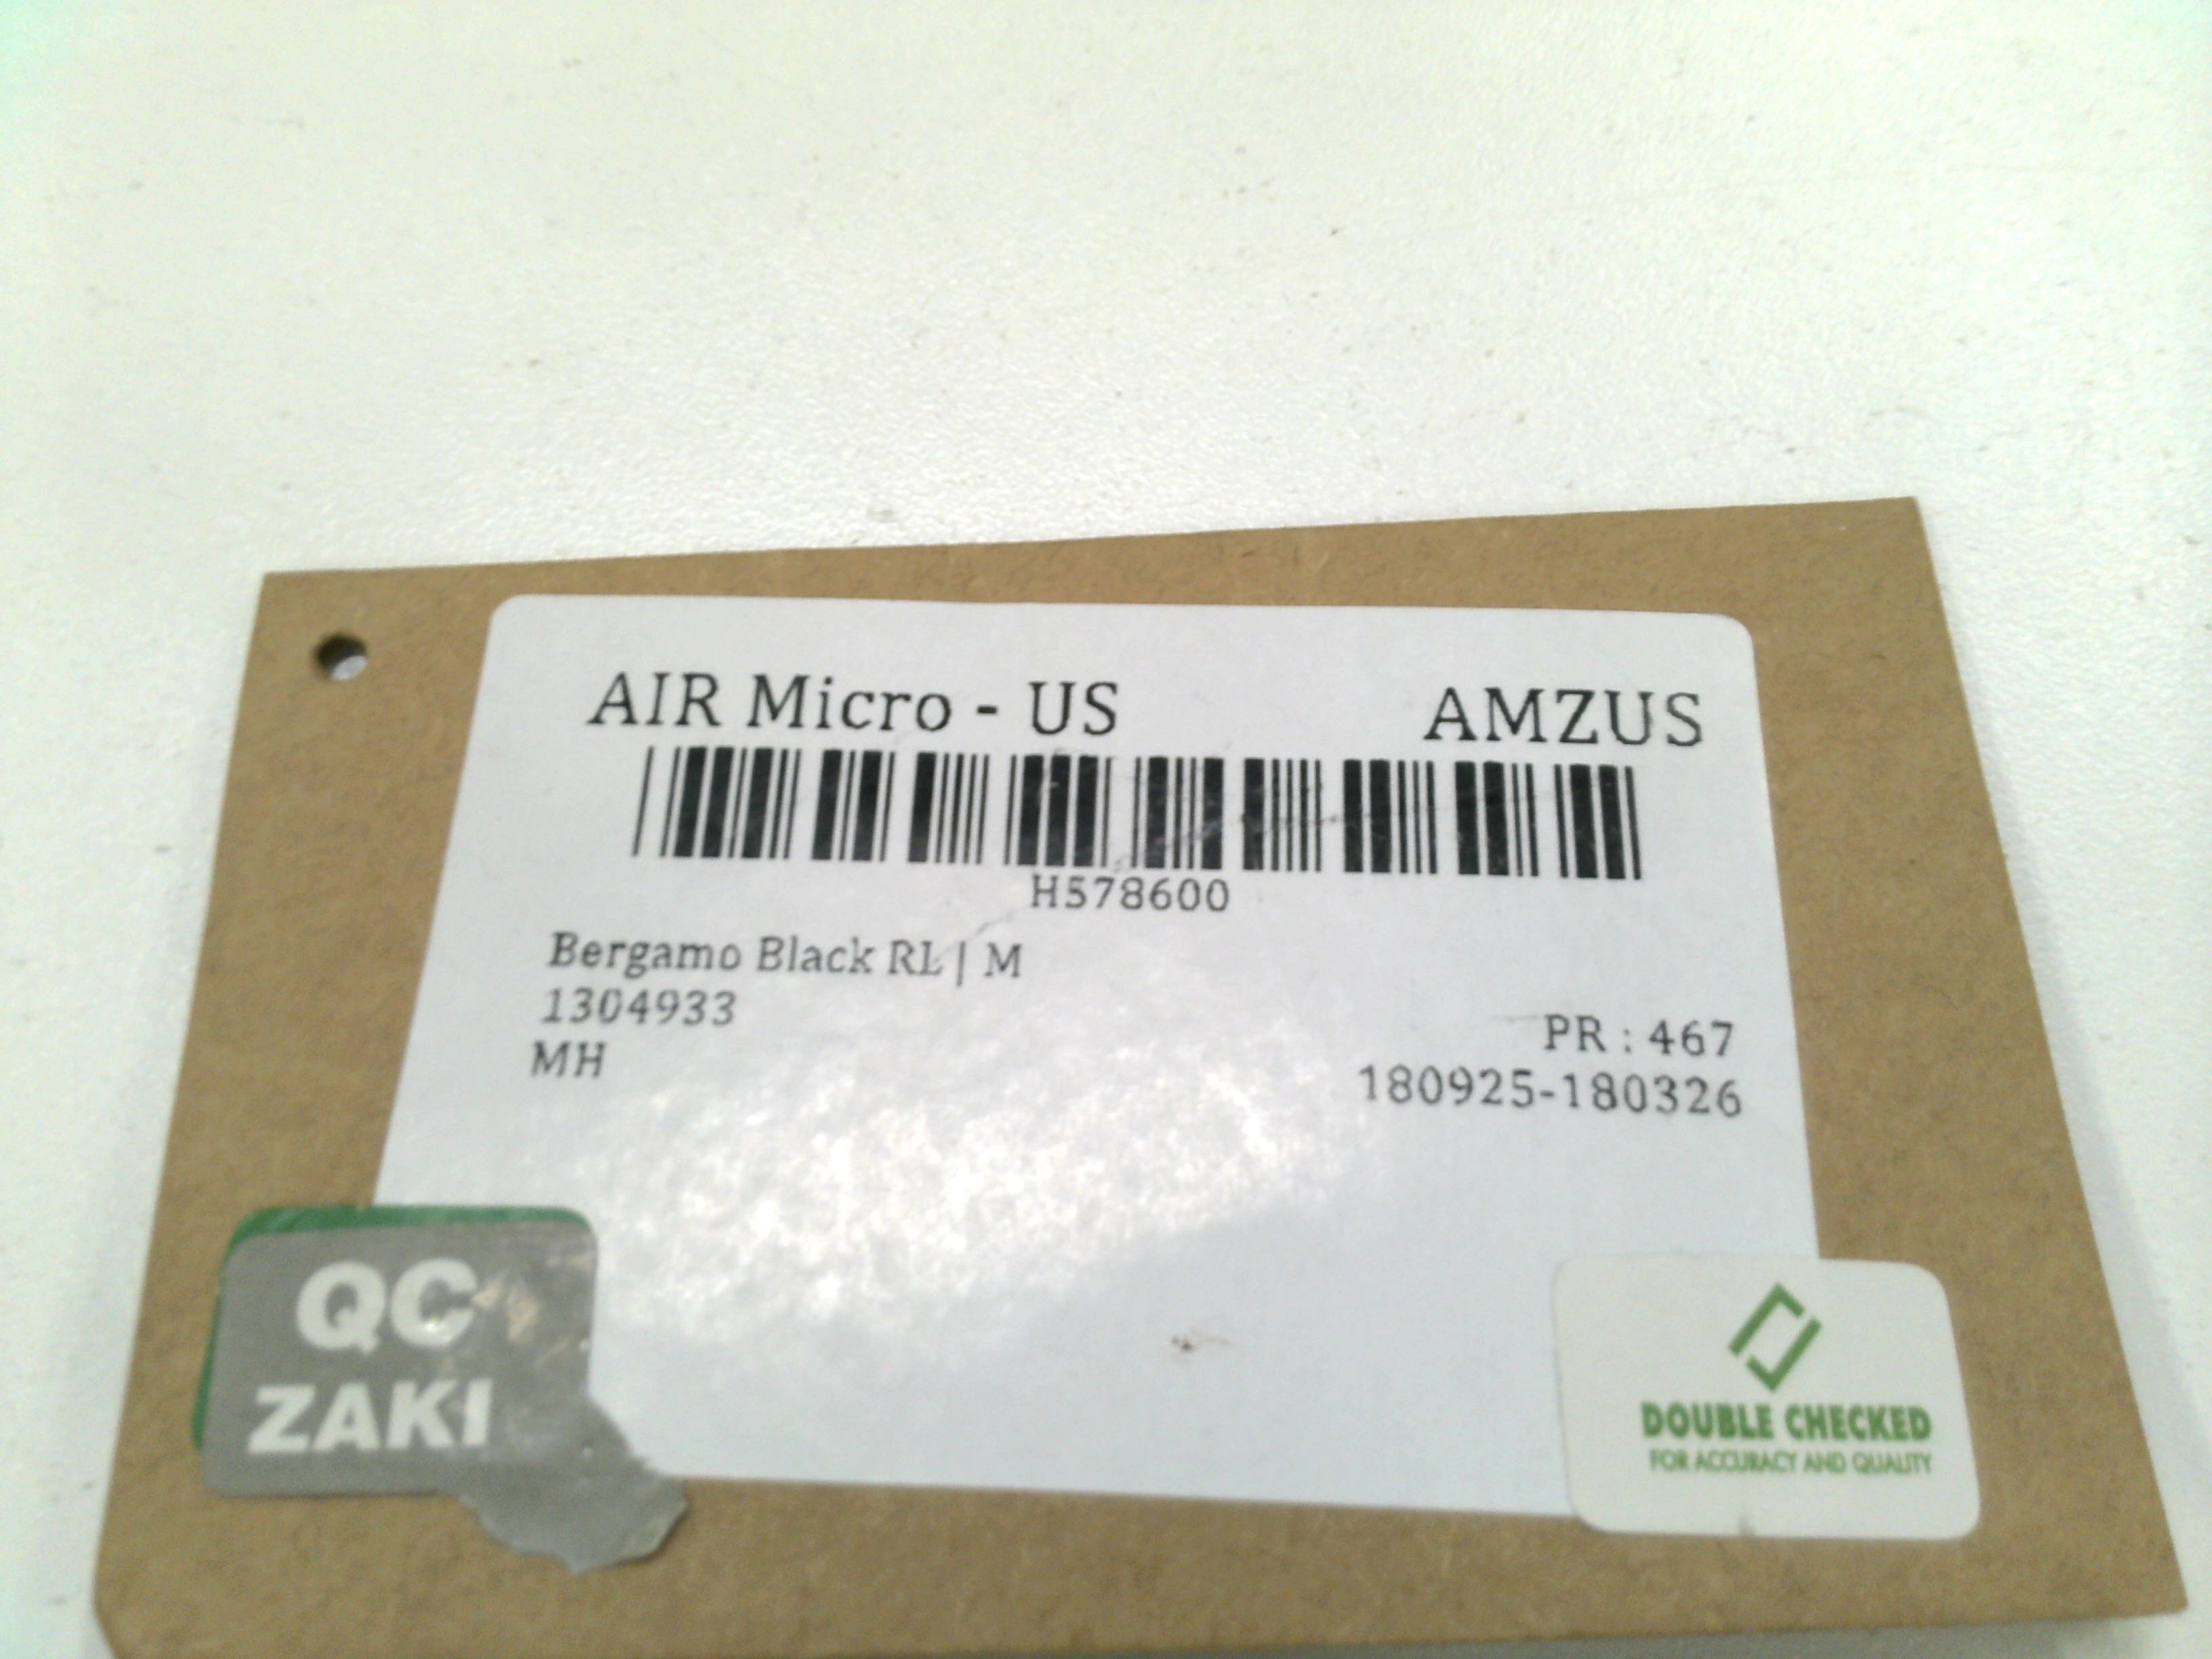 AIR Micro - US AMZUS
H578600
Bergamo Black RL | M
1304933
MH
PR : 467
180925-180326
QC
ZAKI
DOUBLE CHECKED
FOR ACCURACY AND QUALITY